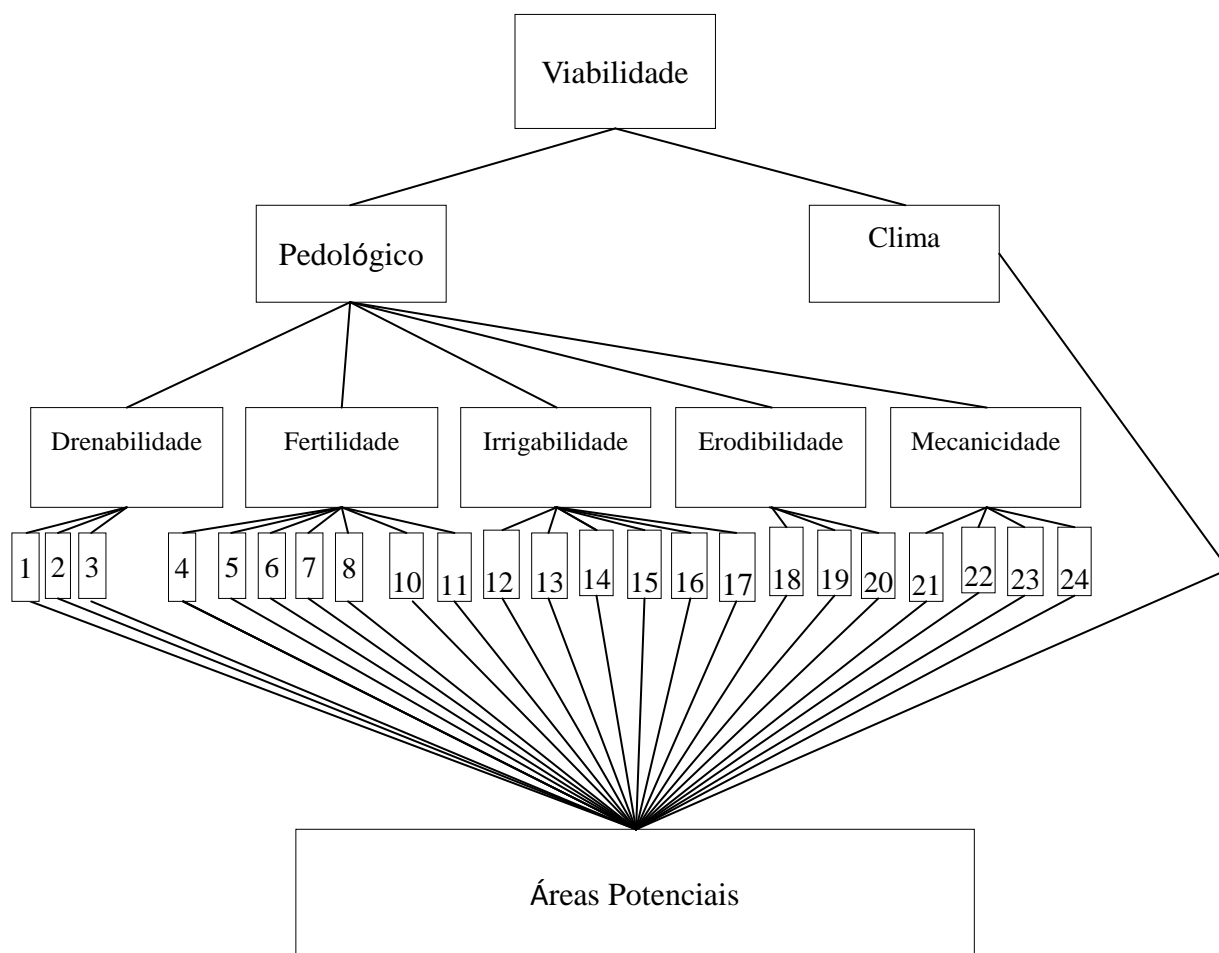 Viabilidade
Pedológico
Clima
Drenabilidade
Fertilidade
Irrigabilidade
Erodibilidade
Mecanicidade
1 2 3 4 5 6 7 8 10 11 12 13 14 15 16 17 18 19 20 21 22 23 24
Áreas Potenciais